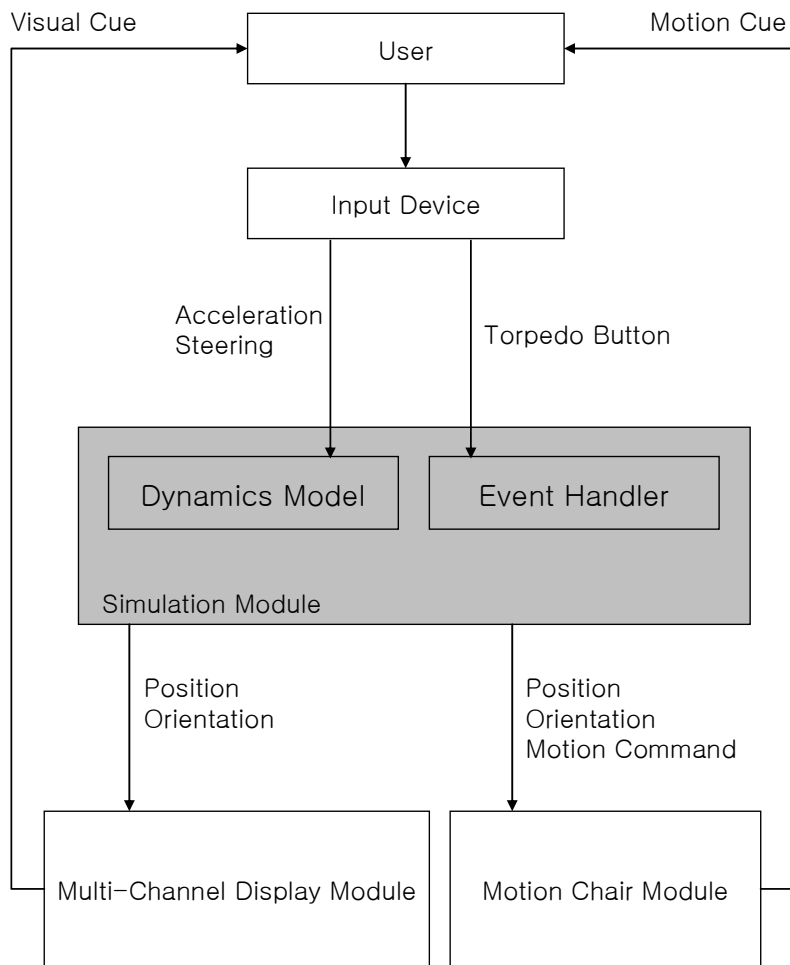 Visual Cue
Motion Cue
User
Input Device
Acceleration
Steering
Torpedo Button
Dynamics Model
Event Handler
Simulation Module
Position
Orientation
Position
Orientation
Motion Command
Multi-Channel Display Module
Motion Chair Module